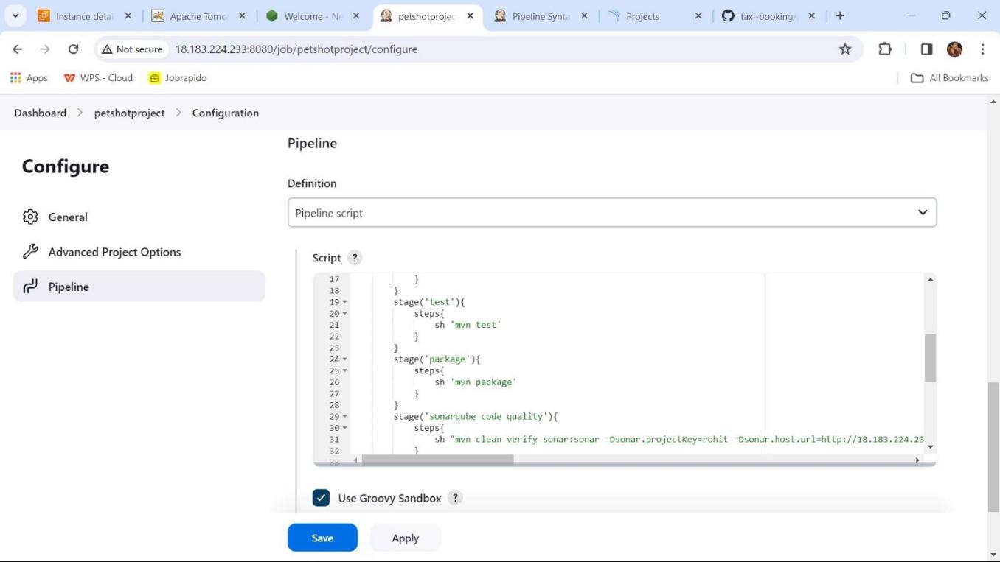 Instance detai
Apache Tomca
Welcome - Ne
petshotprojec
Pipeline Synta
Projects
taxi-booking/
Not secure 18.183.224.233:8080/job/petshotproject/configure
Apps WPS - Cloud Jobrapido All Bookmarks
Dashboard > petshotproject > Configuration
Configure
General
Advanced Project Options
Pipeline
Pipeline
Definition
Pipeline script
Script ?
17 }
18 }
19 stage('test'){
20 steps{
21 sh 'mvn test'
22 }
23 }
24 stage('package'){
25 steps{
26 sh 'mvn package'
27 }
28 }
29 stage('sonarqube code quality'){
30 steps{
31 sh "mvn clean verify sonar:sonar -Dsonar.projectKey=rohit -Dsonar.host.url=http://18.183.224.23
32 }
33
Use Groovy Sandbox ?
Save Apply